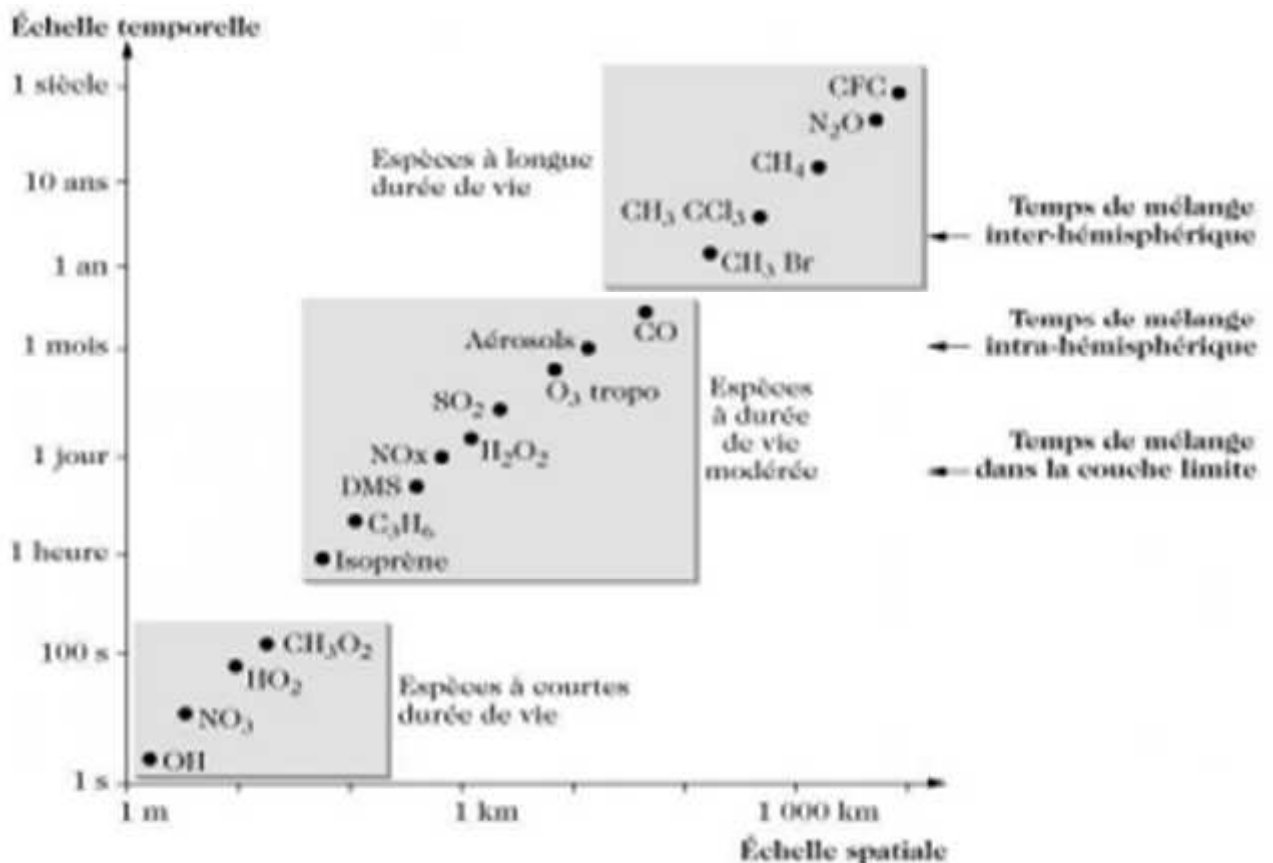 Échelle temporelle
1 siècle
10 ans
1 an
1 mois
1 jour
1 heure
100 s
1 s
CFC
N₂O
CH₄
CH₃ CCl₃
CH₃ Br
Espèces à longue
durée de vie
Temps de mélange
inter-hémisphérique
CO
Aérosols
O₃ tropo
SO₂
H₂O₂
NOx
DMS
C₃H₆
Isoprène
Espèces
à durée
de vie
modérée
Temps de mélange
intra-hémisphérique
Temps de mélange
dans la couche limite
CH₃O₂
HO₂
NO₃
OH
Espèces à courtes
durée de vie
1 m
1 km
1 000 km
Échelle spatiale